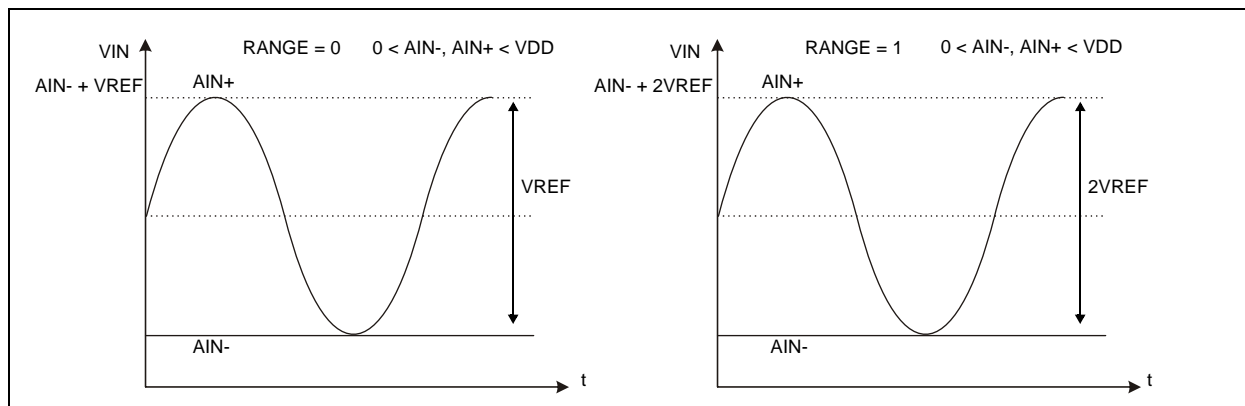 VIN
RANGE = 0 0 < AIN-, AIN+ < VDD
AIN- + VREF
AIN+
VREF
AIN-
t
VIN
RANGE = 1 0 < AIN-, AIN+ < VDD
AIN- + 2VREF
AIN+
2VREF
AIN-
t